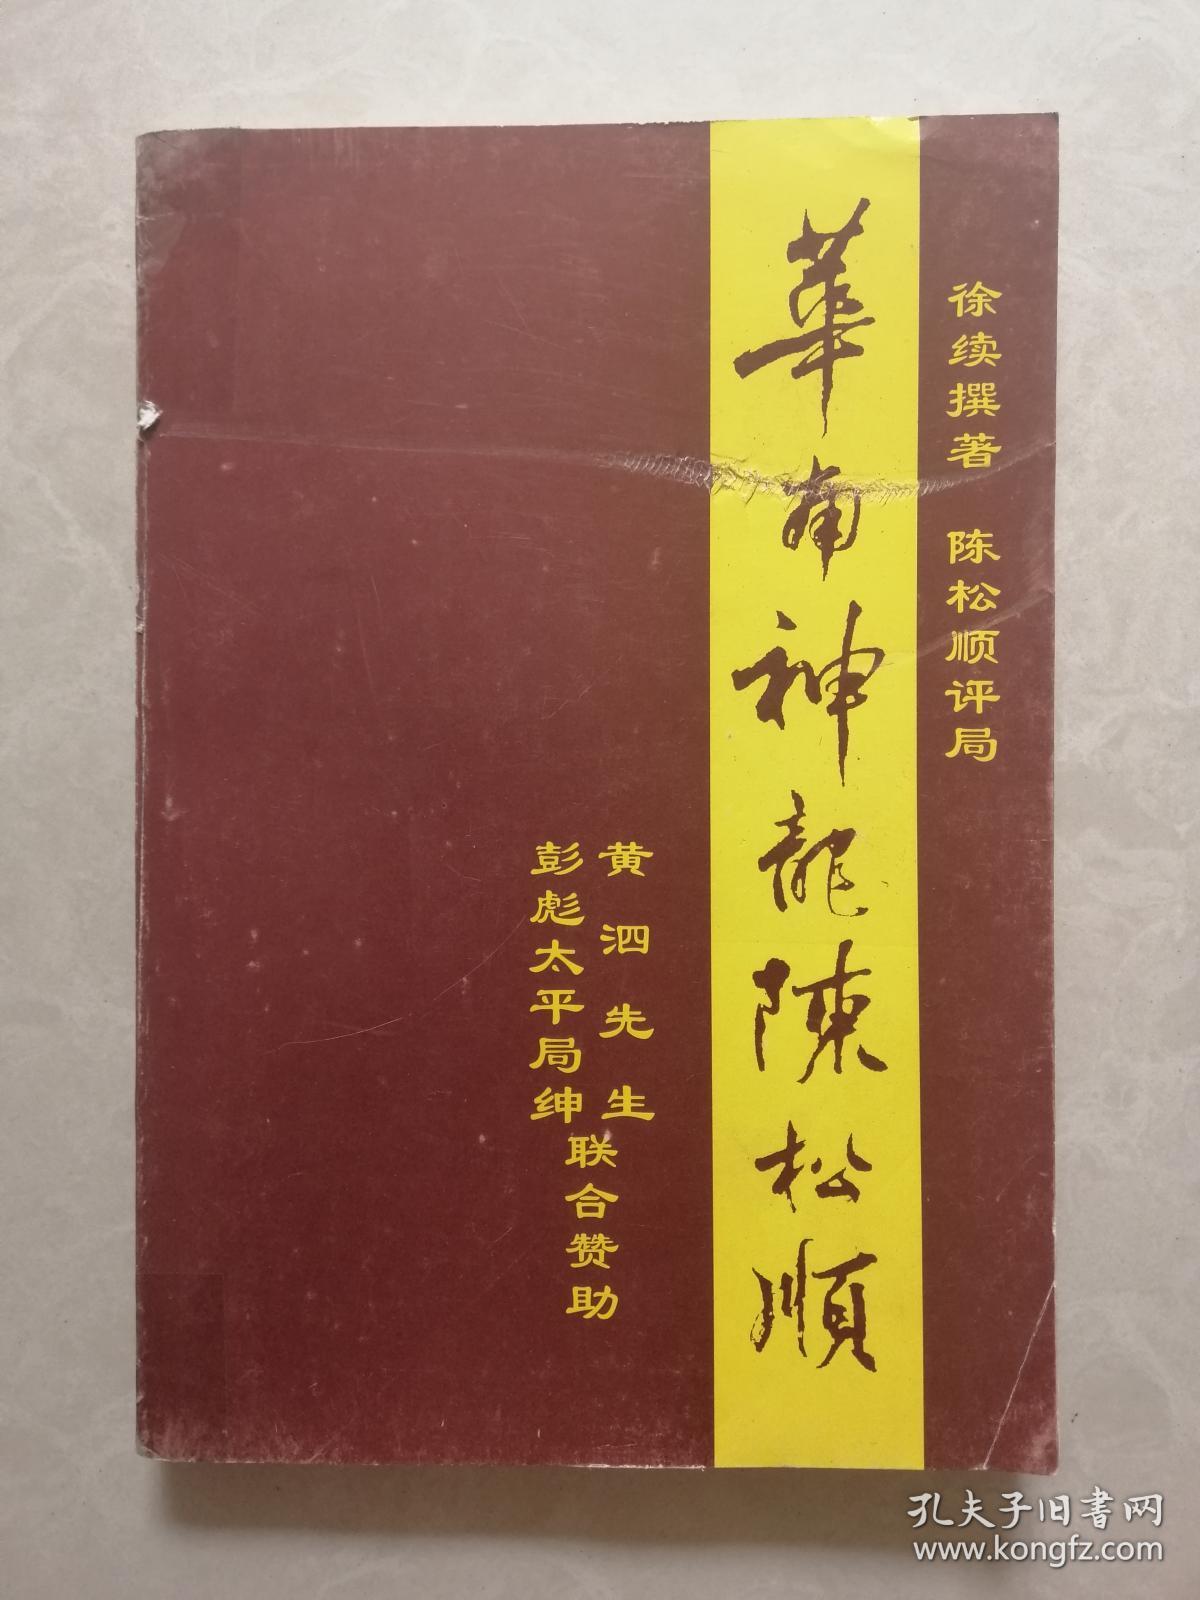 徐续撰著 陈松顺评局
華南神龍陳松順
黄泗先生
彭彪太平局绅
联合赞助
孔夫子旧书网
www.kongfz.com